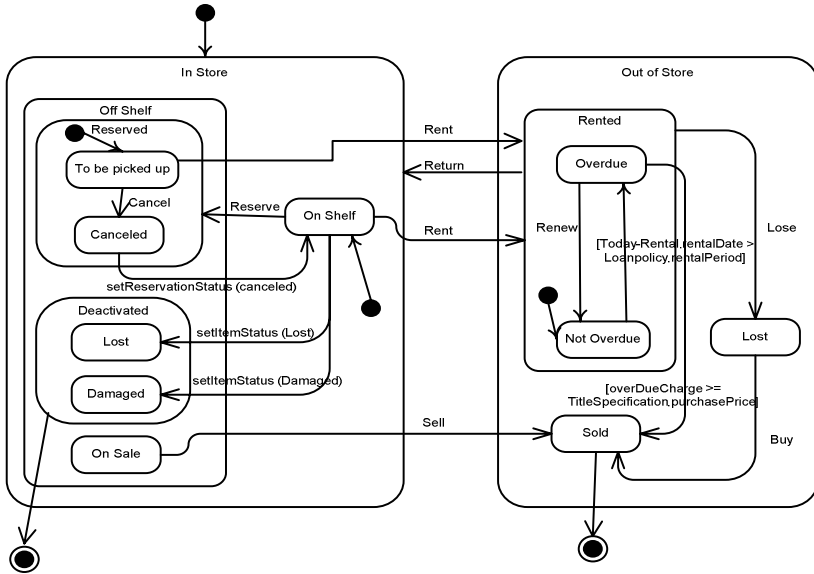 In Store
Out of Store
Off Shelf
Reserved
To be picked up
Cancel
Canceled
setReservationStatus (canceled)
Reserve
On Shelf
Deactivated
Lost
setItemStatus (Lost)
Damaged
setItemStatus (Damaged)
On Sale
Rent
Return
Rent
Sell
Rented
Overdue
Renew
[Today-Rental.rentalDate >
Loanpolicy.rentalPeriod]
Not Overdue
Lose
Lost
[overDueCharge >=
TitleSpecification.purchasePrice]
Sold
Buy